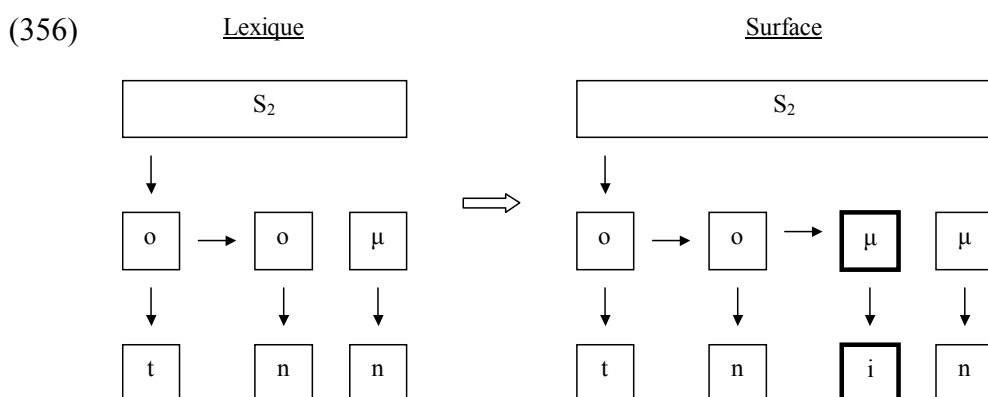 (356) Lexique Surface
S₂ S₂
o o μ o o μ μ
t n n t n i n